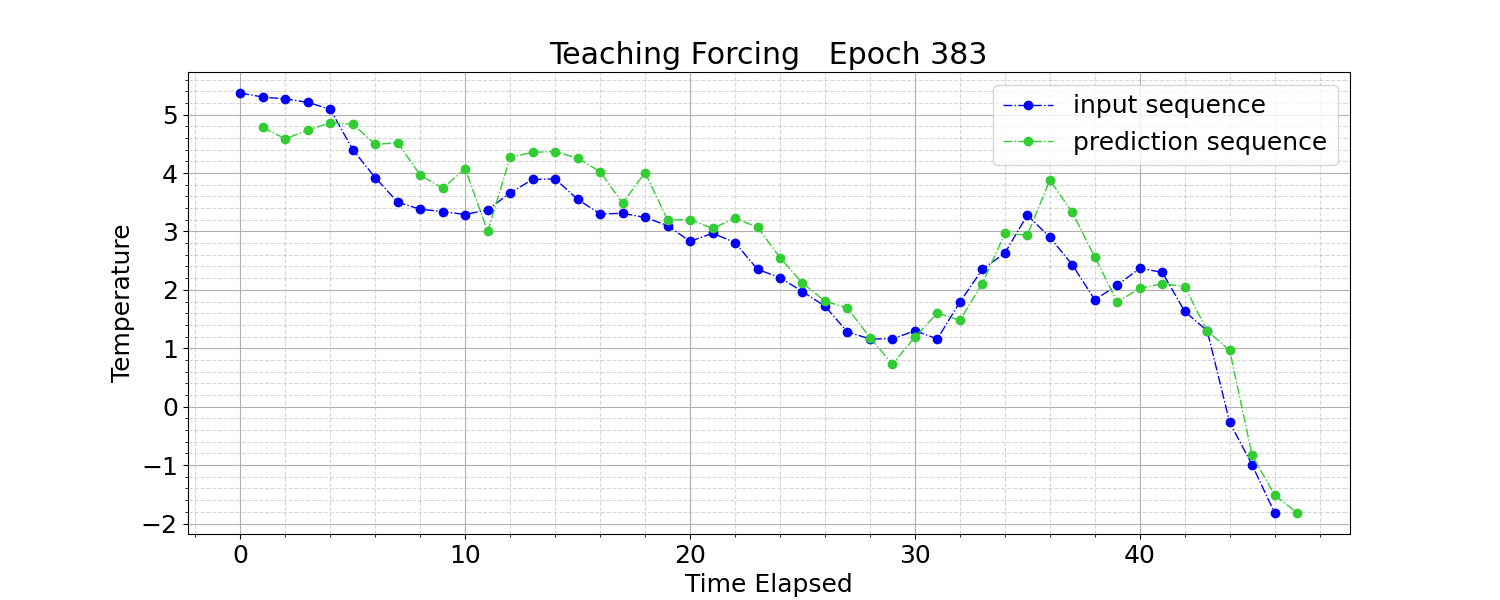 Teaching Forcing   Epoch 383
input sequence
prediction sequence
Temperature
5
4
3
2
1
0
−1
−2
0 10 20 30 40
Time Elapsed